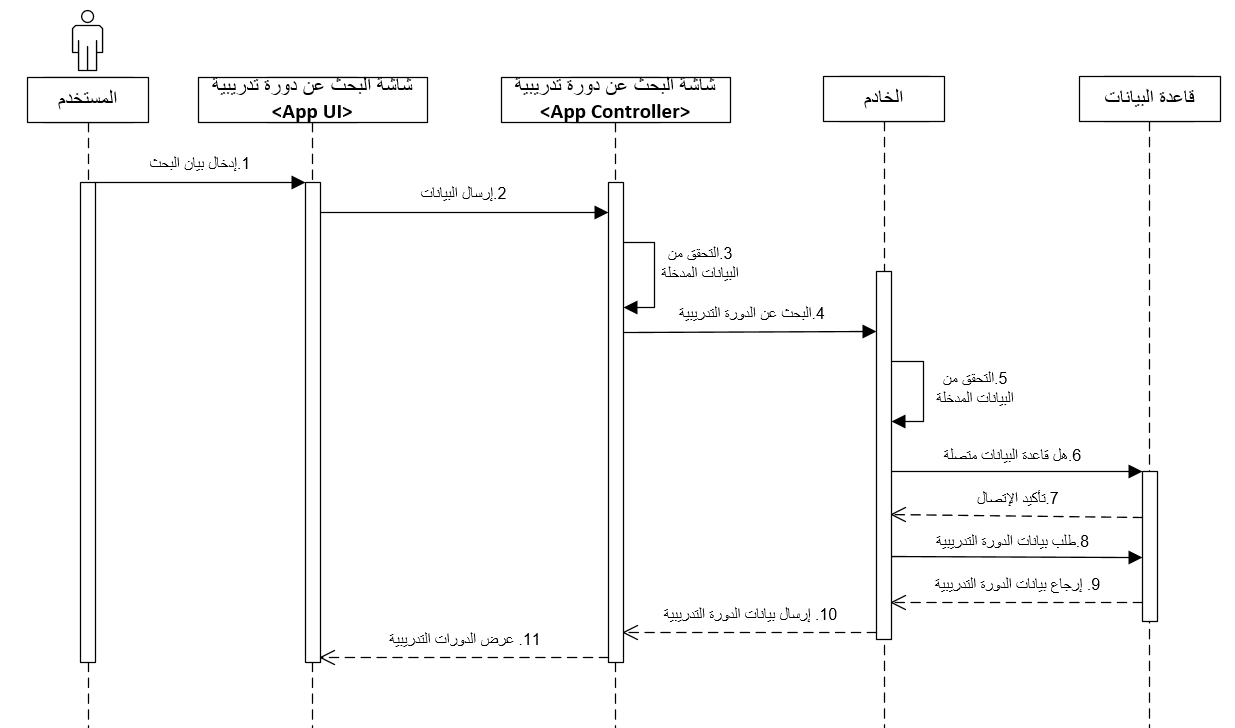 المستخدم
شاشة البحث عن دورة تدريبية
<App UI>
شاشة البحث عن دورة تدريبية
<App Controller>
الخادم
قاعدة البيانات
1.إدخال بيان البحث
2.إرسال البيانات
3.التحقق من
البيانات المدخلة
4.البحث عن الدورة التدريبية
5.التحقق من
البيانات المدخلة
6.هل قاعدة البيانات متصلة
7.تأكيد الإتصال
8.طلب بيانات الدورة التدريبية
9. إرجاع بيانات الدورة التدريبية
10. إرسال بيانات الدورة التدريبية
11. عرض الدورات التدريبية